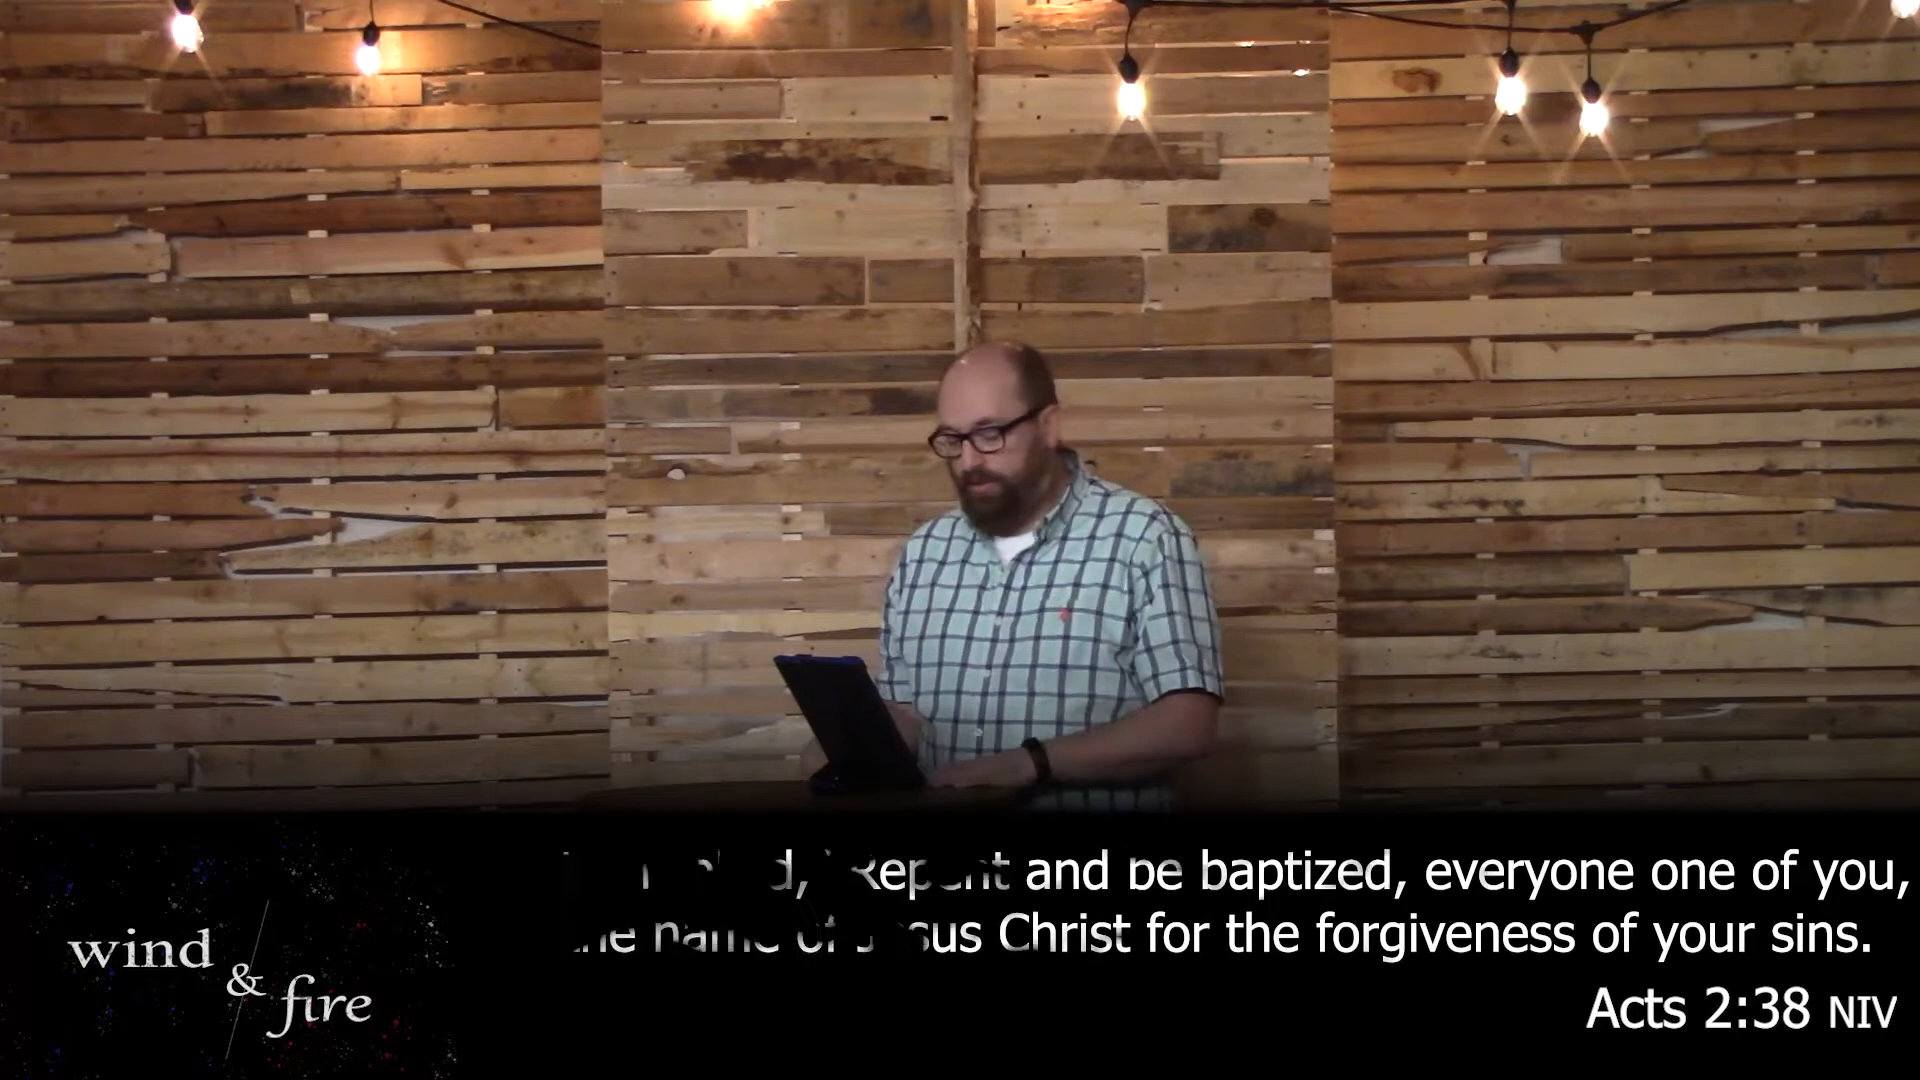 wind
&
fire
and be baptized, everyone one of you,
Christ for the forgiveness of your sins.
Acts 2:38 NIV